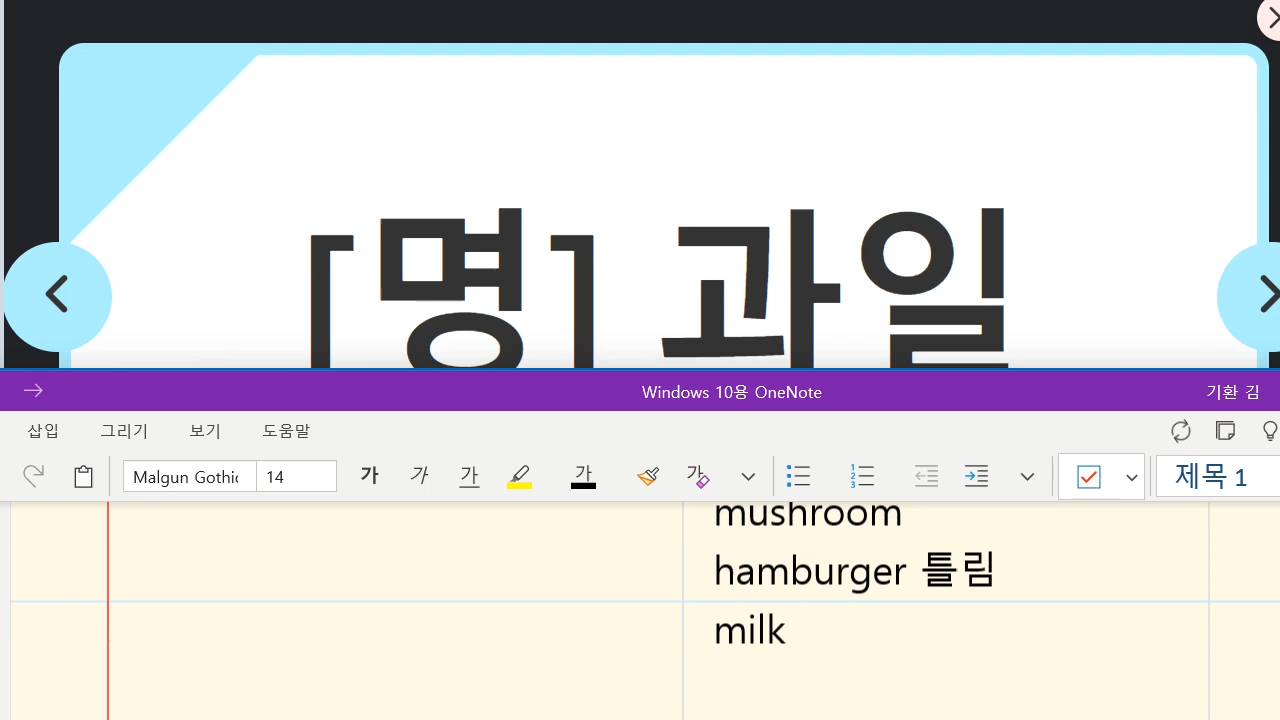 [명] 과일
Windows 10용 OneNote
기환 김
삽입 그리기 보기 도움말
Malgun Gothic 14 가 가 가 가 가 제목 1
mushroom
hamburger 틀림
milk